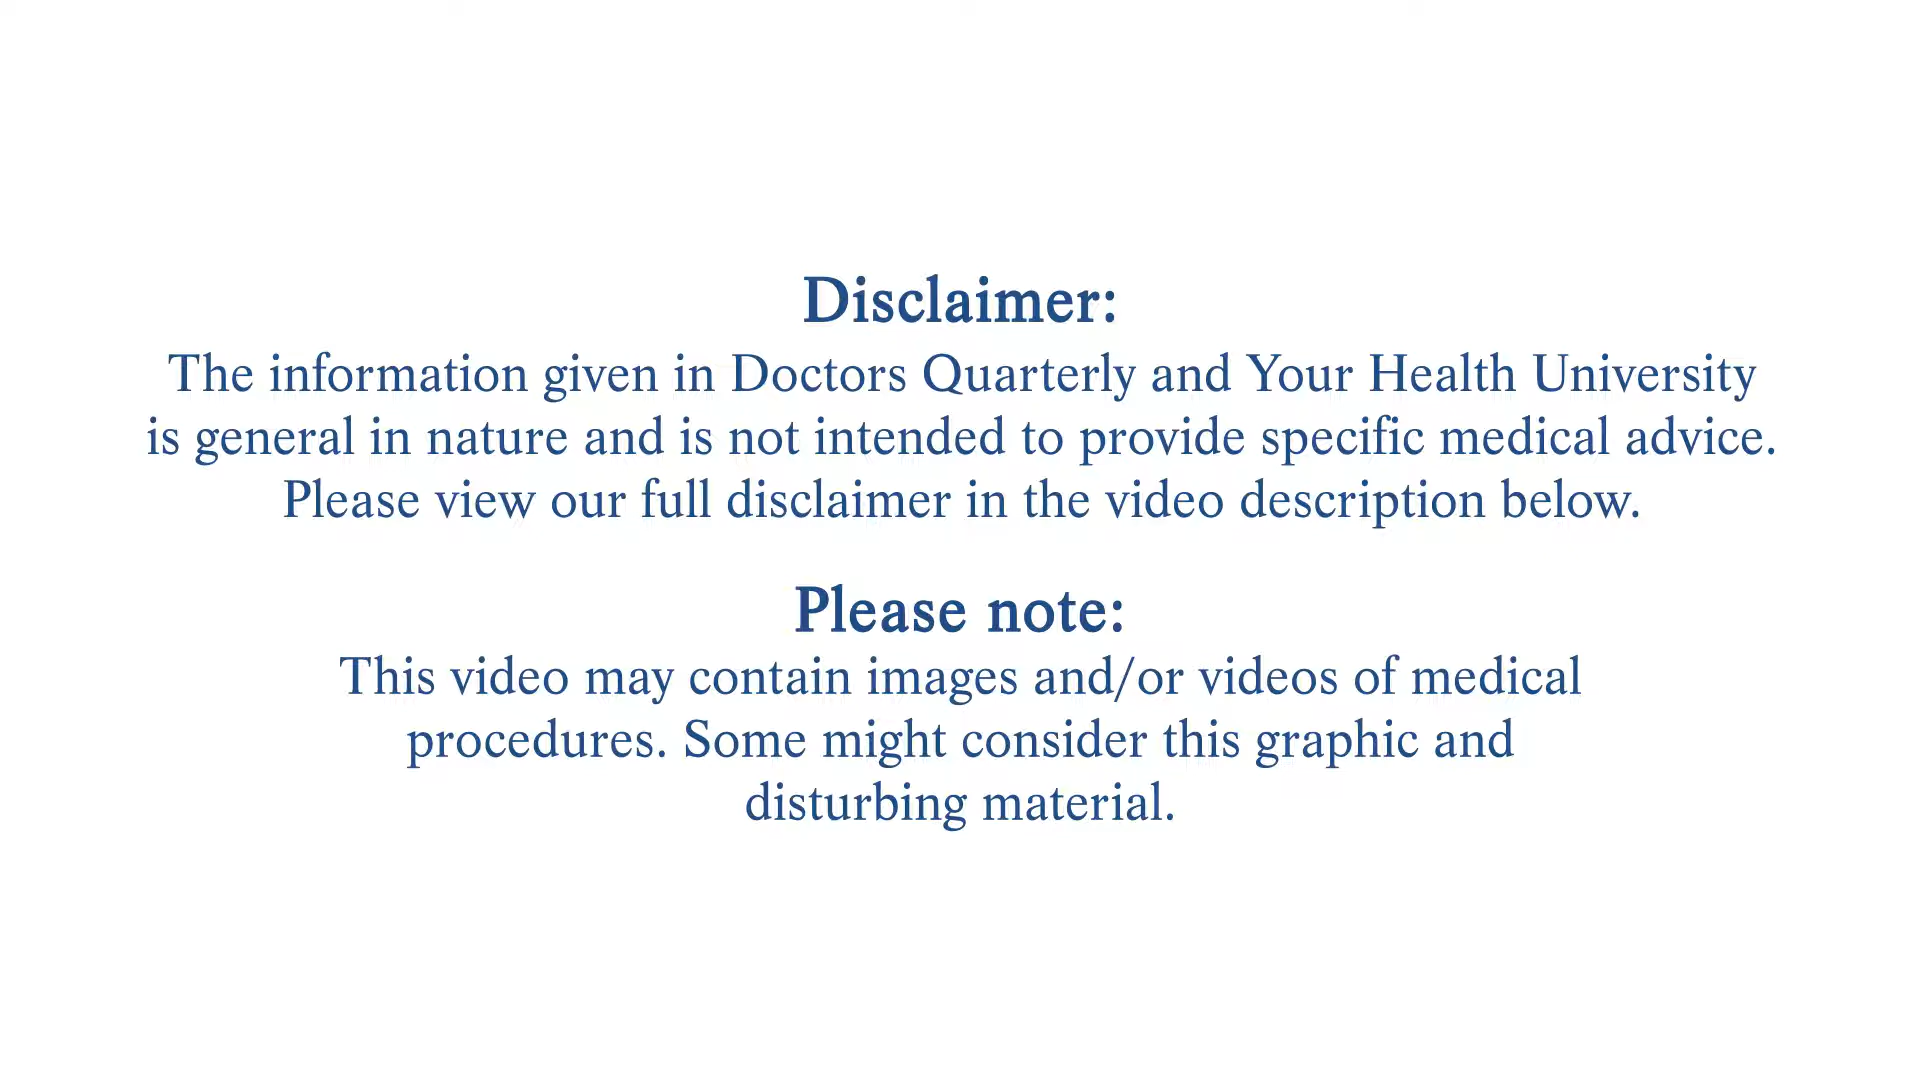 Disclaimer:
The information given in Doctors Quarterly and Your Health University
is general in nature and is not intended to provide specific medical advice.
Please view our full disclaimer in the video description below.
Please note:
This video may contain images and/or videos of medical
procedures. Some might consider this graphic and
disturbing material.